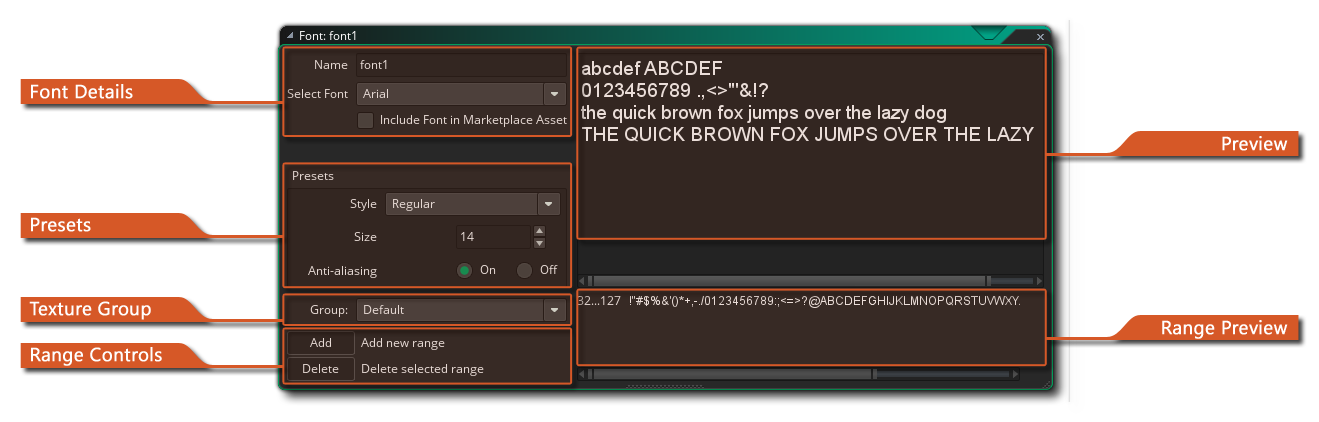 Font: font1
Font Details
Name font1
Select Font Arial
Include Font in Marketplace Asset
Presets
Presets
Style Regular
Size 14
Anti-aliasing On Off
Texture Group
Group: Default
Range Controls
Add Add new range
Delete Delete selected range
abcdef ABCDEF
0123456789 .,<>"'&!?
the quick brown fox jumps over the lazy dog
THE QUICK BROWN FOX JUMPS OVER THE LAZY
Preview
32...127 !"#$%&'()*+,-./0123456789:;<=>?@ABCDEFGHIJKLMNOPQRSTUVWXY.
Range Preview